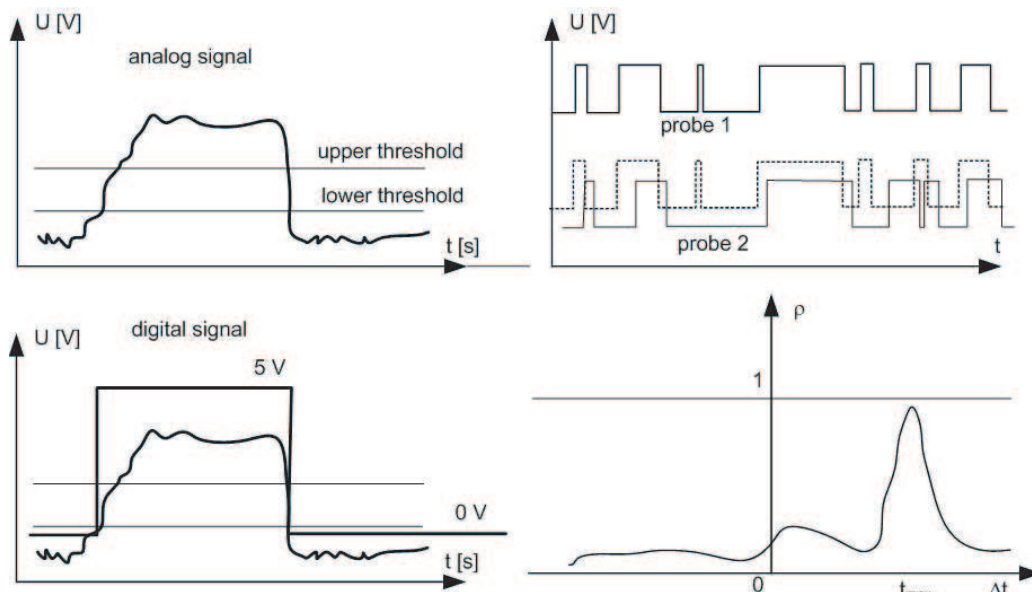 U [V]
analog signal
upper threshold
lower threshold
t [s]
U [V]
probe 1
probe 2
t
U [V]
digital signal
5 V
0 V
t [s]
ρ
1
0
Δt